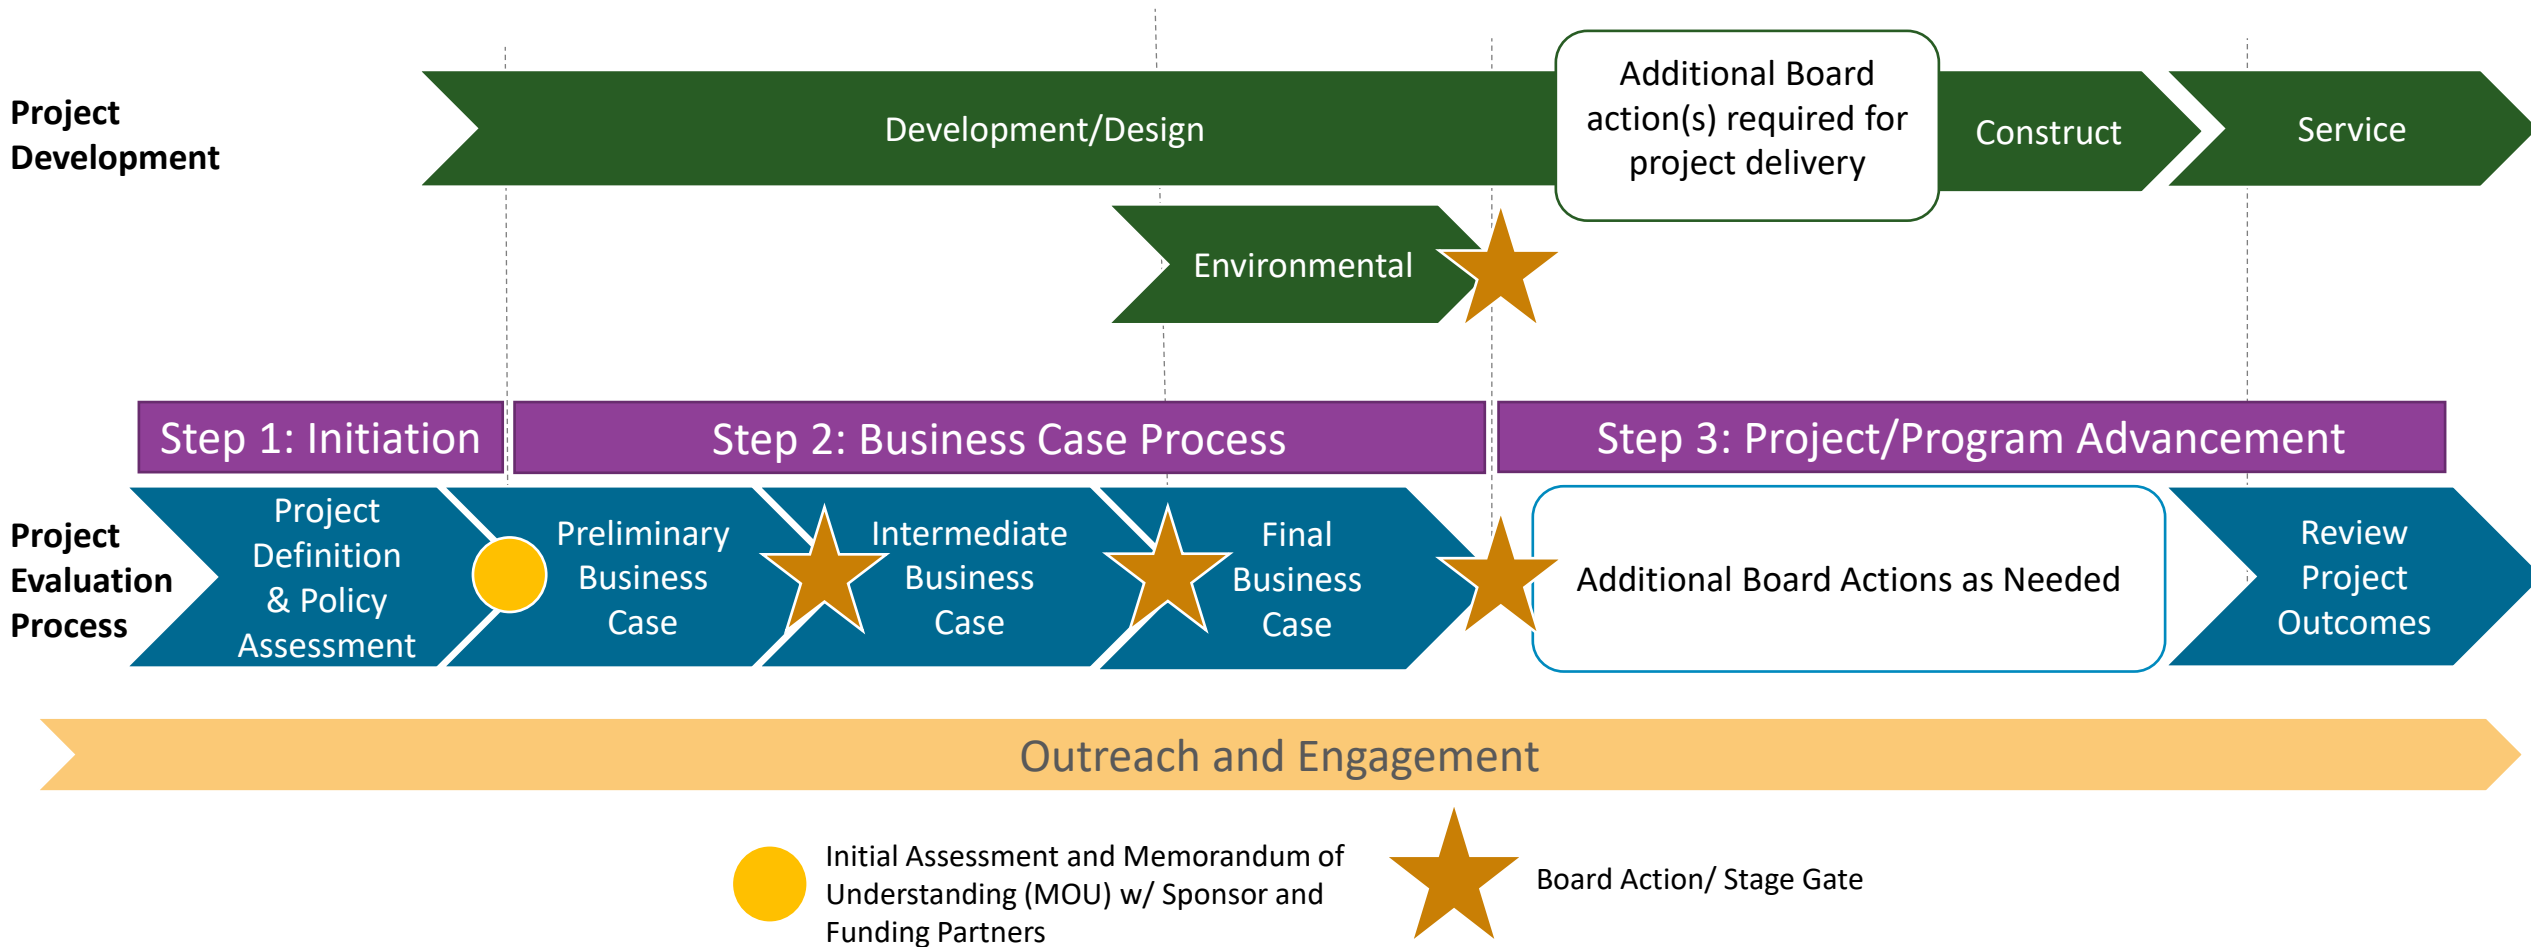 Project
Development
Development/Design
Additional Board
action(s) required for
project delivery
Construct
Service
Environmental
Step 1: Initiation
Step 2: Business Case Process
Step 3: Project/Program Advancement
Project
Evaluation
Process
Project
Definition
& Policy
Assessment
Preliminary
Business
Case
Intermediate
Business
Case
Final
Business
Case
Additional Board Actions as Needed
Review
Project
Outcomes
Outreach and Engagement
Initial Assessment and Memorandum of
Understanding (MOU) w/ Sponsor and
Funding Partners
Board Action/ Stage Gate